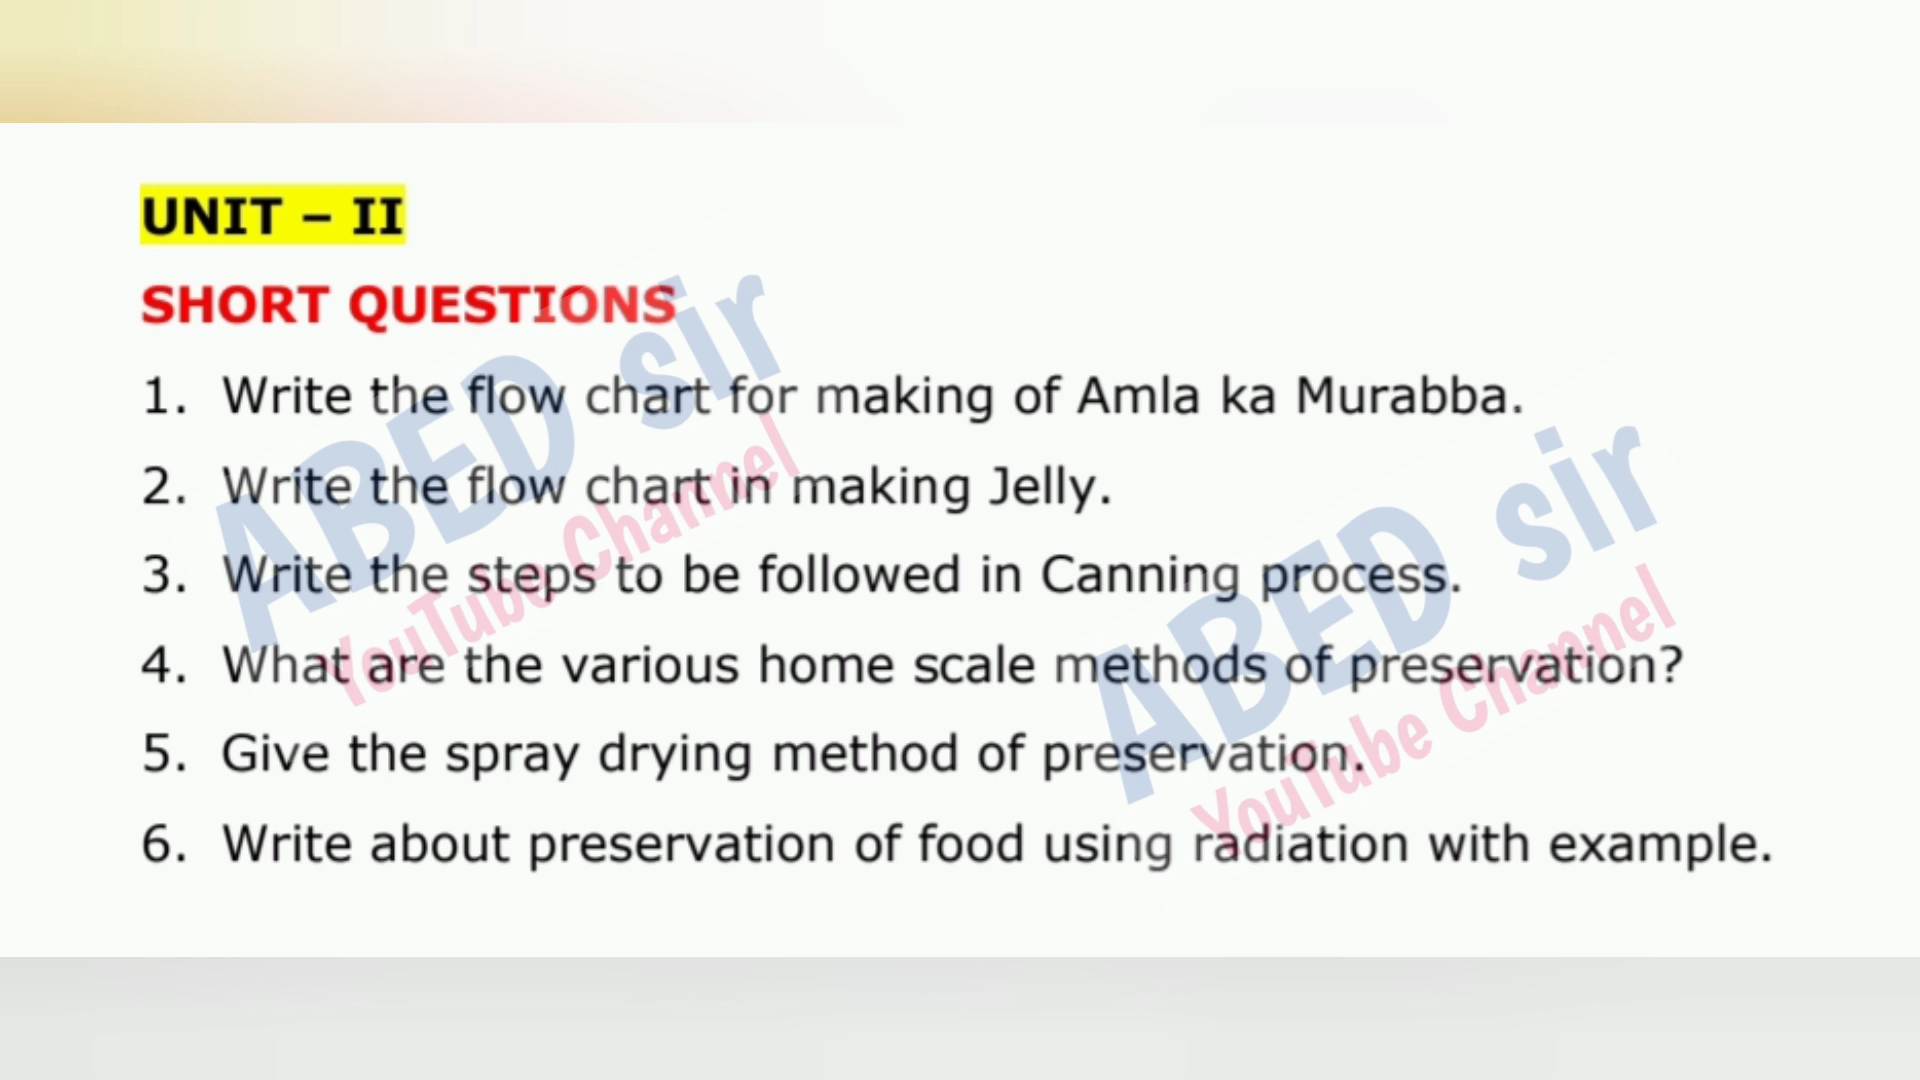 UNIT – II
SHORT QUESTIONS
1. Write the flow chart for making of Amla ka Murabba.
2. Write the flow chart in making Jelly.
3. Write the steps to be followed in Canning process.
4. What are the various home scale methods of preservation?
5. Give the spray drying method of preservation.
6. Write about preservation of food using radiation with example.
ABED sir
YouTube Channel
ABED sir
YouTube Channel